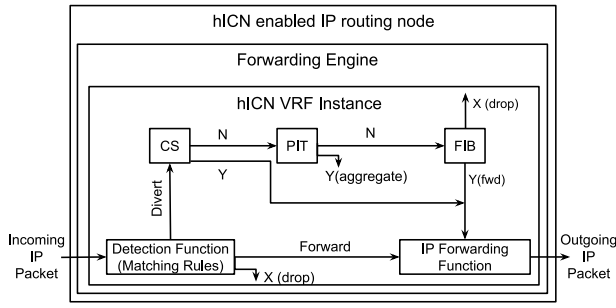 hICN enabled IP routing node
Forwarding Engine
hICN VRF Instance
X (drop)
CS
N
PIT
N
FIB
Y
Y(aggregate)
Y(fwd)
Divert
Incoming
IP
Packet
Detection Function
(Matching Rules)
Forward
X (drop)
IP Forwarding
Function
Outgoing
IP
Packet